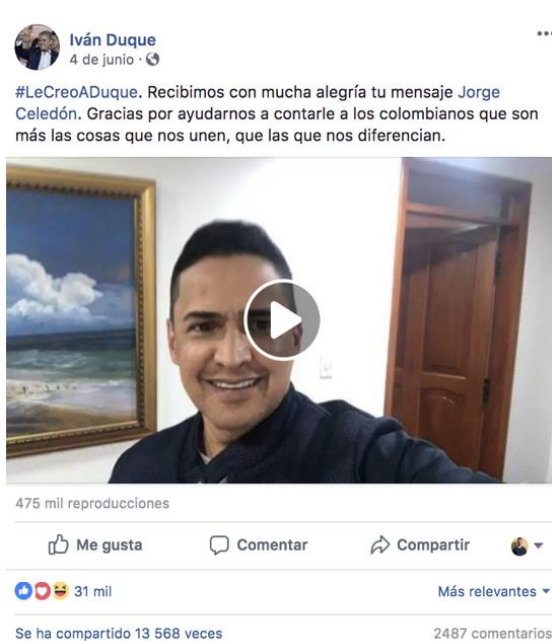 Iván Duque
4 de junio ·
#LeCreoADuque. Recibimos con mucha alegría tu mensaje Jorge
Celedón. Gracias por ayudarnos a contarle a los colombianos que son
más las cosas que nos unen, que las que nos diferencian.
475 mil reproducciones
Me gusta Comentar Compartir
31 mil Más relevantes
Se ha compartido 13 568 veces 2487 comentarios